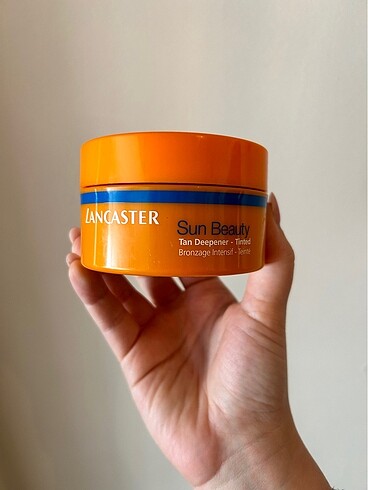 LANCASTER
Sun Beauty
Tan Deepener - Tinted
Bronzage Intensif - Teinté